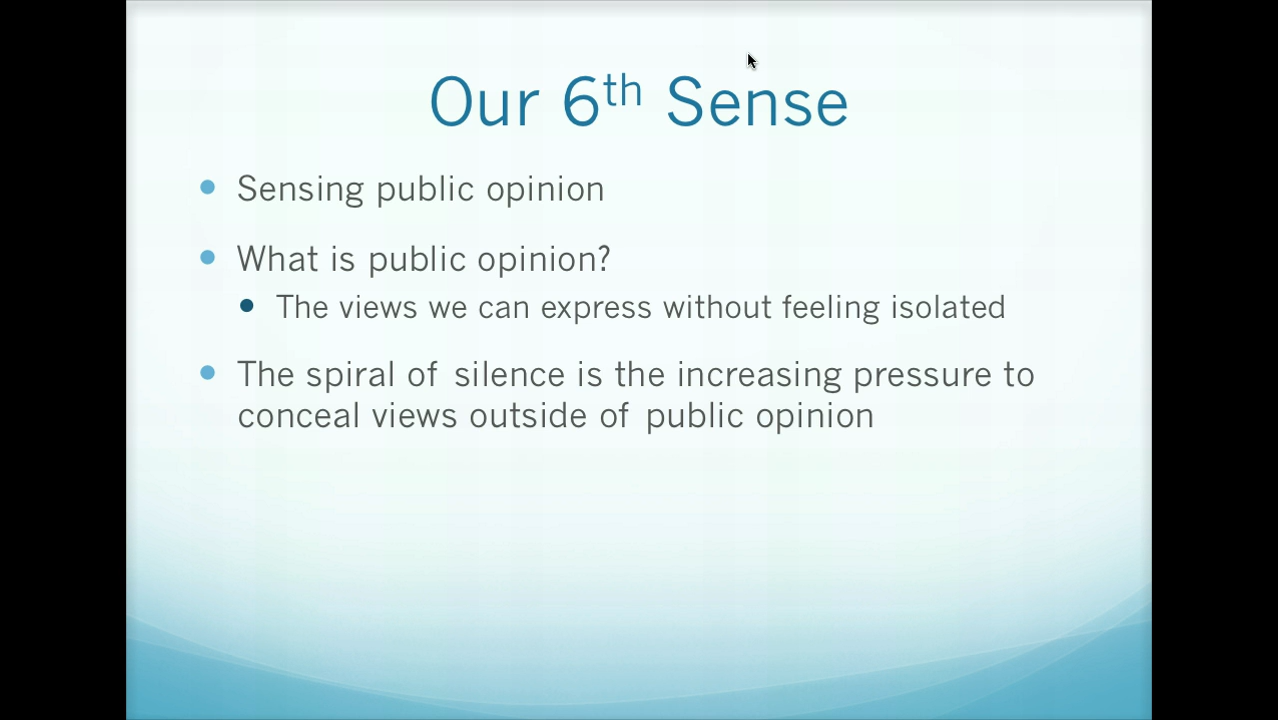 Our 6th Sense
Sensing public opinion
What is public opinion?
The views we can express without feeling isolated
The spiral of silence is the increasing pressure to
conceal views outside of public opinion